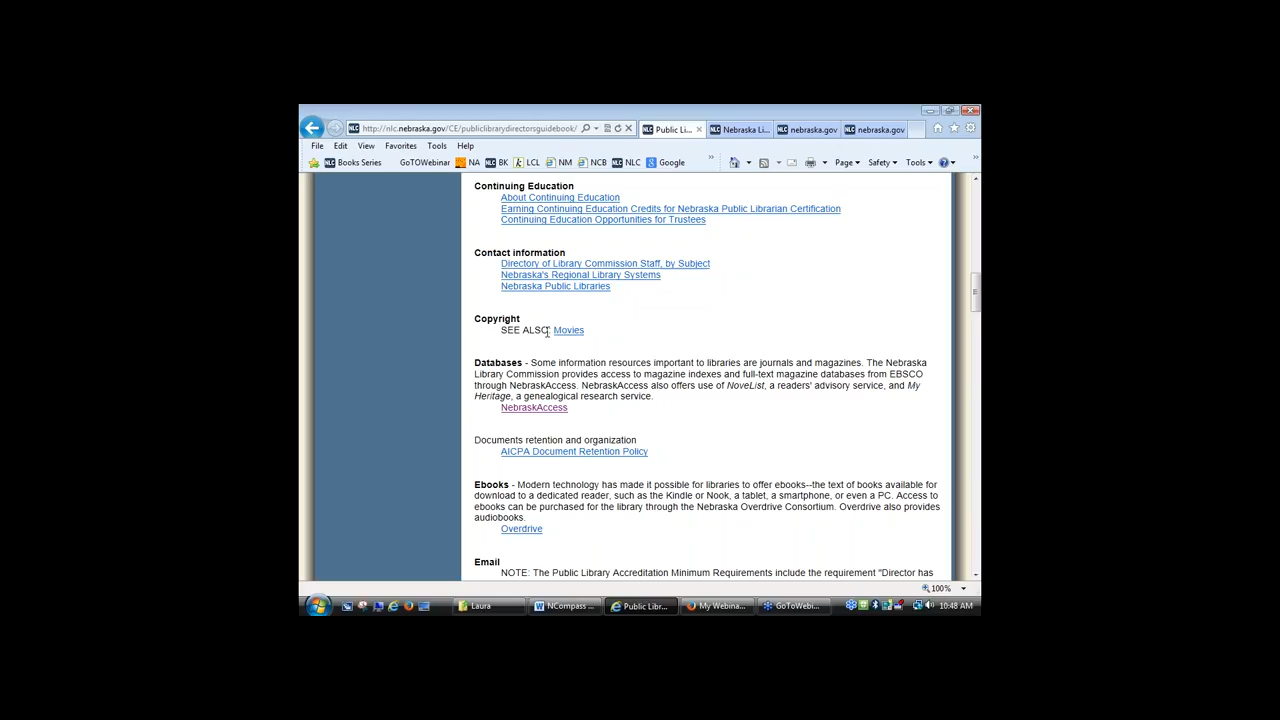 http://nlc.nebraska.gov/CE/publiclibrarydirectorsguidebook/
Public Li...
Nebraska Li...
nebraska.gov
nebraska.gov
File Edit View Favorites Tools Help
Books Series GoTOWebinar NA BK LCL NM NCB NLC Google » Page Safety Tools »
Continuing Education
About Continuing Education
Earning Continuing Education Credits for Nebraska Public Librarian Certification
Continuing Education Opportunities for Trustees
Contact information
Directory of Library Commission Staff, by Subject
Nebraska's Regional Library Systems
Nebraska Public Libraries
Copyright
SEE ALSO: Movies
Databases - Some information resources important to libraries are journals and magazines. The Nebraska
Library Commission provides access to magazine indexes and full-text magazine databases from EBSCO
through NebraskAccess. NebraskAccess also offers use of NoveList, a readers' advisory service, and My
Heritage, a genealogical research service.
NebraskAccess
Documents retention and organization
AICPA Document Retention Policy
Ebooks - Modern technology has made it possible for libraries to offer ebooks--the text of books available for
download to a dedicated reader, such as the Kindle or Nook, a tablet, a smartphone, or even a PC. Access to
ebooks can be purchased for the library through the Nebraska Overdrive Consortium. Overdrive also provides
audiobooks.
Overdrive
Email
NOTE: The Public Library Accreditation Minimum Requirements include the requirement "Director has
100%
Laura NCompass ... Public Libr... My Webina... GoToWebi... 10:48 AM